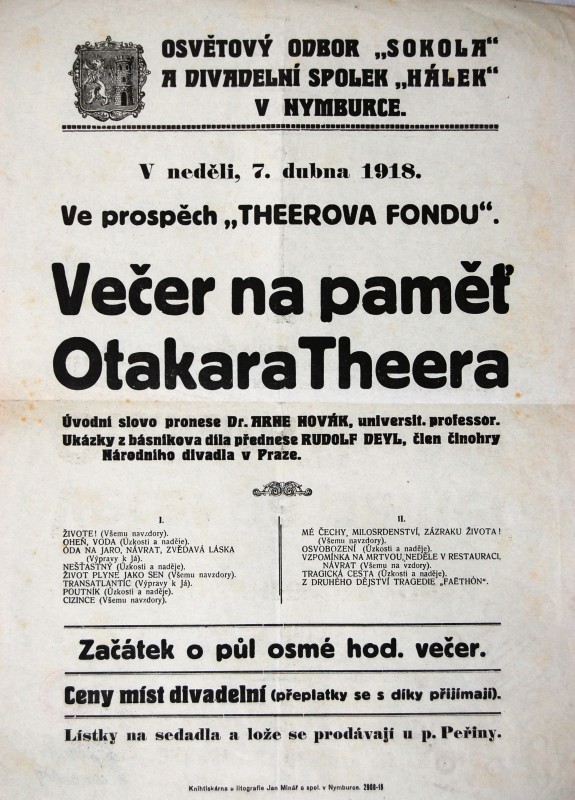 OSVĚTOVÝ ODBOR „SOKOLA“
A DIVADELNÍ SPOLEK „HÁLEK“
V NYMBURCE.
V neděli, 7. dubna 1918.
Ve prospěch „THEEROVA FONDU“.
Večer na paměť
Otakara Theera
Úvodní slovo pronese Dr. ARNE NOVÁK, universit. professor.
Ukázky z básníkova díla přednese RUDOLF DEYL, člen činohry
Národního divadla v Praze.
I.
ŽIVOTE! (Všemu navzdory).
OHEŇ, VODA (Úzkosti a naděje).
ÓDA NA JARO, NÁVRAT, ZVĚDAVÁ LÁSKA
(Výpravy k Já).
NEŠŤASTNÝ (Úzkosti a naděje).
ŽIVOT PLYNE JAKO SEN (Všemu navzdory).
TRANSATLANTIC (Výpravy k Já).
POUTNÍK (Úzkosti a naděje).
CIZINCE (Všemu navzdory).
II.
MÉ ČECHY, MILOSRDENSTVÍ, ZÁZRAKU ŽIVOTA!
(Všemu navzdory).
OSVOBOZENÍ (Úzkosti a naděje).
VZPOMÍNKA NA MRTVOU, NEDĚLE V RESTAURACI,
NÁVRAT (Všemu na vzdory).
TRAGICKÁ CESTA (Úzkosti a naděje).
Z DRUHÉHO DĚJSTVÍ TRAGEDIE „FAËTHÓN“.
Začátek o půl osmé hod. večer.
Ceny míst divadelní (přeplatky se s díky přijímají).
Lístky na sedadla a lože se prodávají u p. Peřiny.
Knihtiskárna a litografie Jan Minář a spol. v Nymburce. 2908-18